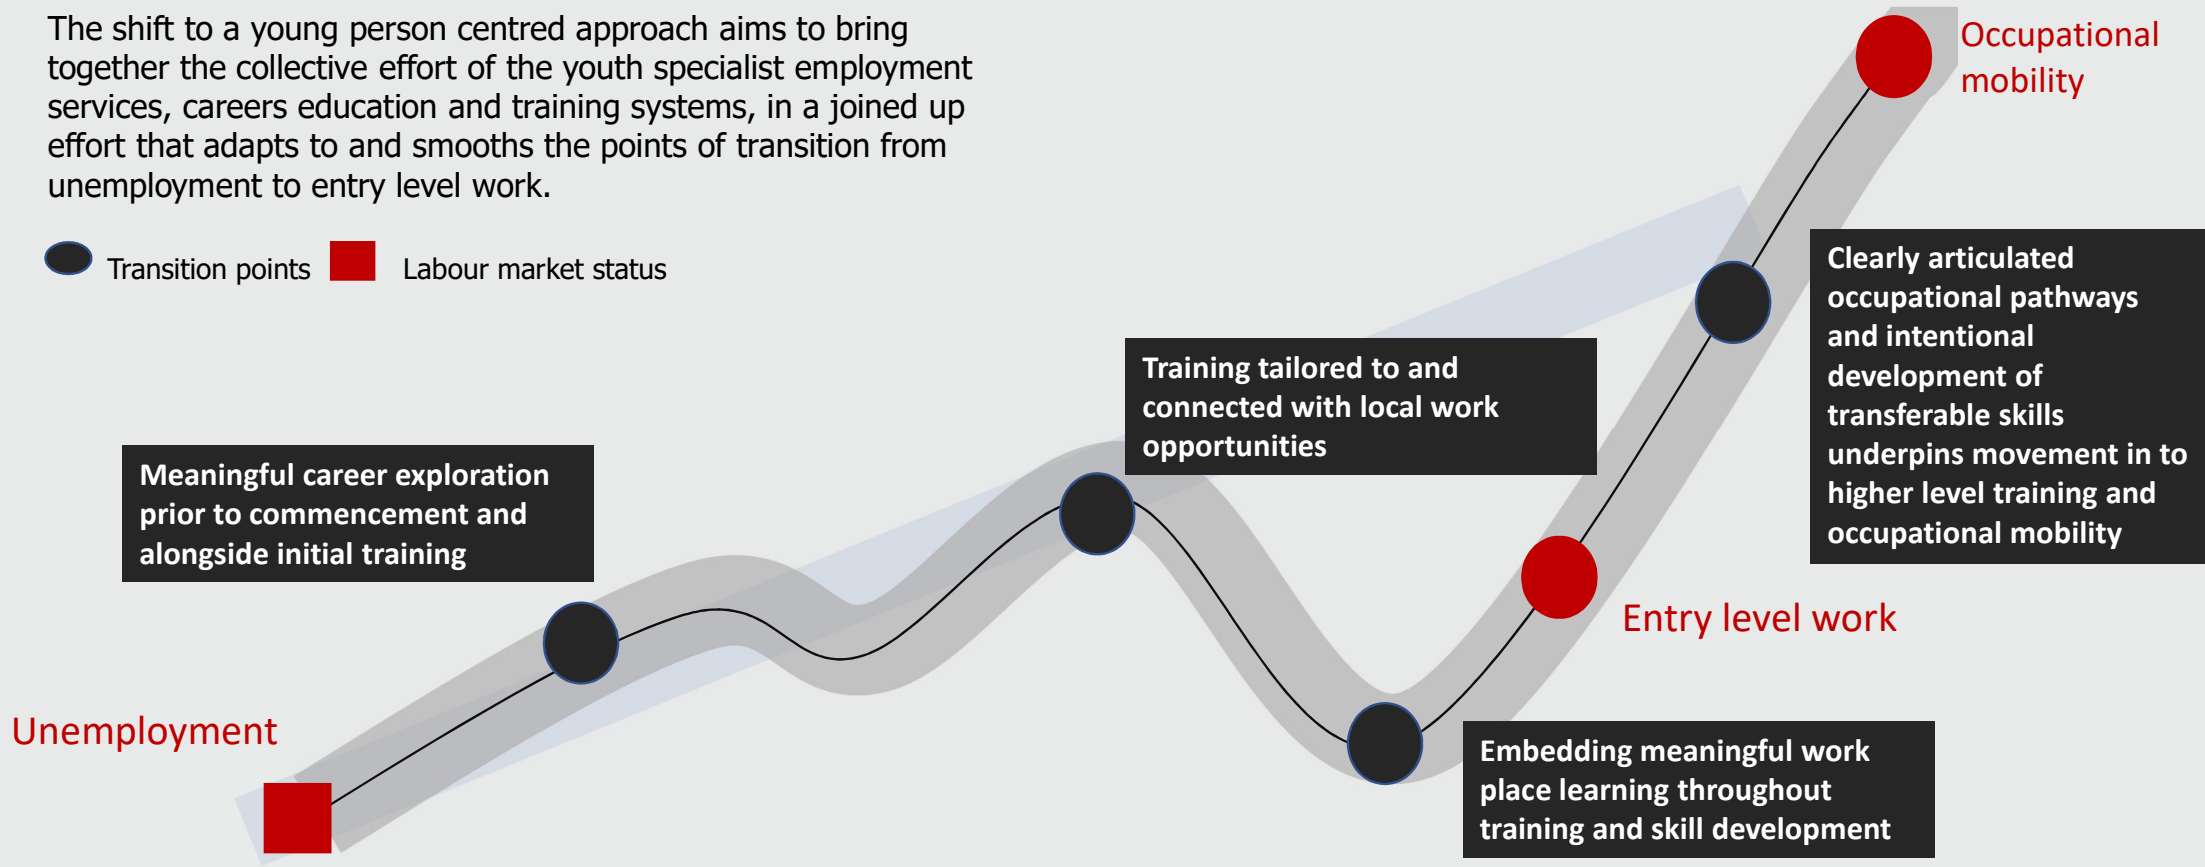 The shift to a young person centred approach aims to bring
together the collective effort of the youth specialist employment
services, careers education and training systems, in a joined up
effort that adapts to and smooths the points of transition from
unemployment to entry level work.
Transition points
Labour market status
Occupational
mobility
Clearly articulated
occupational pathways
and intentional
development of
transferable skills
underpins movement in to
higher level training and
occupational mobility
Training tailored to and
connected with local work
opportunities
Meaningful career exploration
prior to commencement and
alongside initial training
Entry level work
Unemployment
Embedding meaningful work
place learning throughout
training and skill development